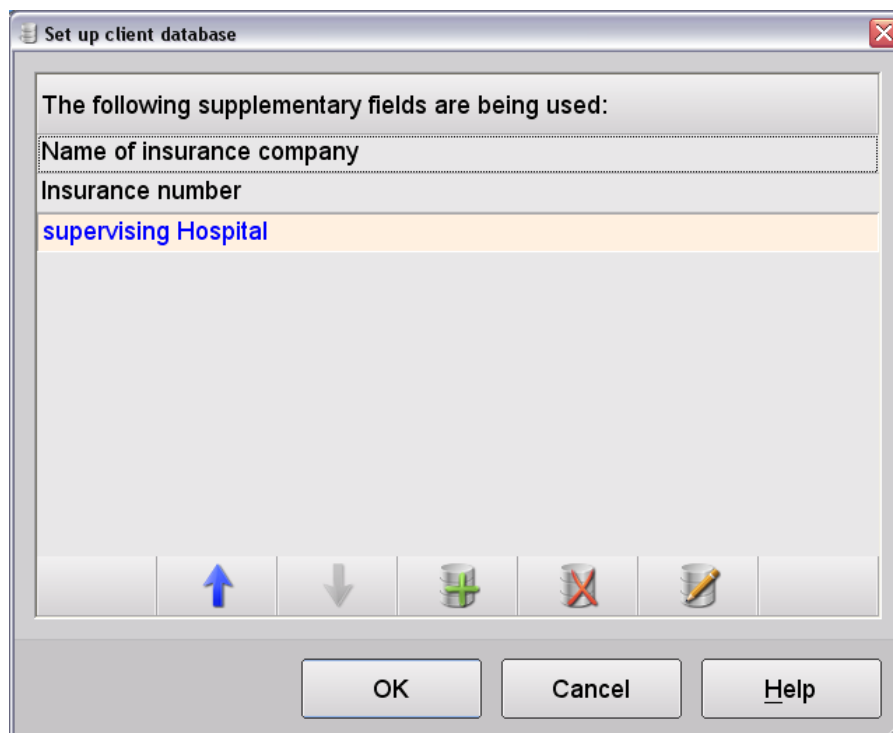 Set up client database
The following supplementary fields are being used:
Name of insurance company
Insurance number
supervising Hospital
OK
Cancel
Help